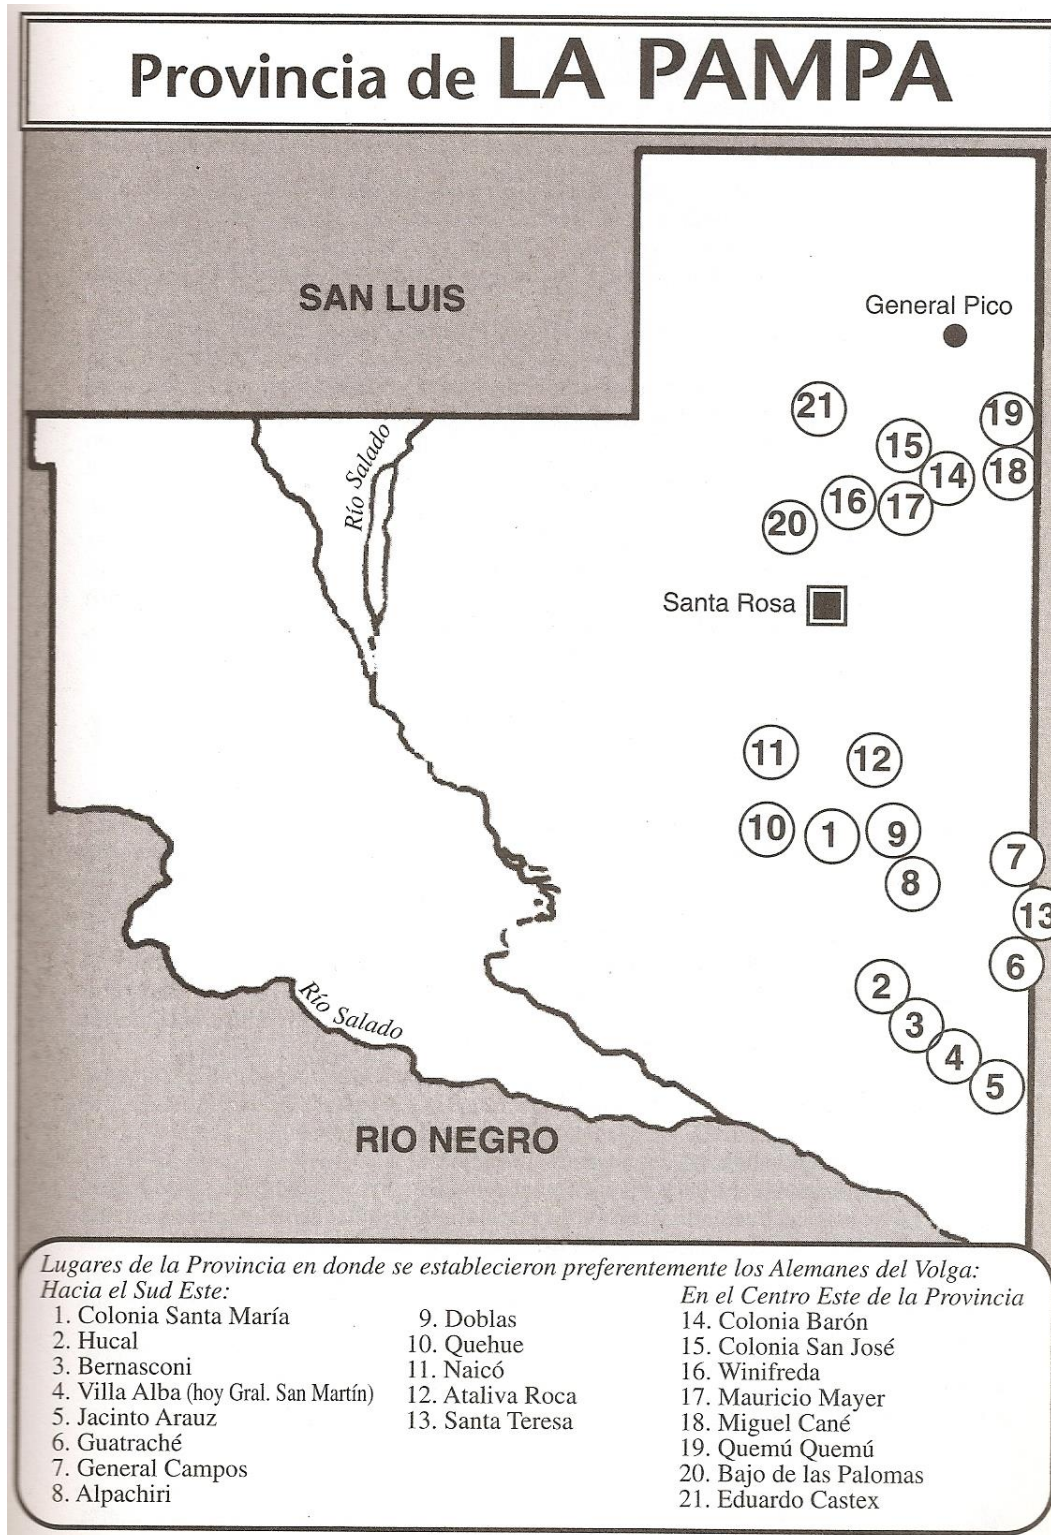 Provincia de LA PAMPA
SAN LUIS
General Pico
Río Salado
21
19
15
14
18
16
17
20
Santa Rosa
11
12
10
1
9
7
8
13
6
2
3
4
5
Río Salado
RIO NEGRO
Lugares de la Provincia en donde se establecieron preferentemente los Alemanes del Volga:
Hacia el Sud Este:
1. Colonia Santa María
2. Hucal
3. Bernasconi
4. Villa Alba (hoy Gral. San Martín)
5. Jacinto Arauz
6. Guatraché
7. General Campos
8. Alpachiri
9. Doblas
10. Quehue
11. Naicó
12. Ataliva Roca
13. Santa Teresa
En el Centro Este de la Provincia
14. Colonia Barón
15. Colonia San José
16. Winifreda
17. Mauricio Mayer
18. Miguel Cané
19. Quemú Quemú
20. Bajo de las Palomas
21. Eduardo Castex